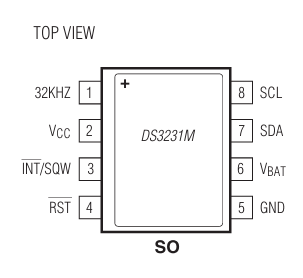 TOP VIEW
32KHZ 1 + 8 SCL
VCC 2 DS3231M 7 SDA
INT/SQW 3 6 VBAT
RST 4 5 GND
SO